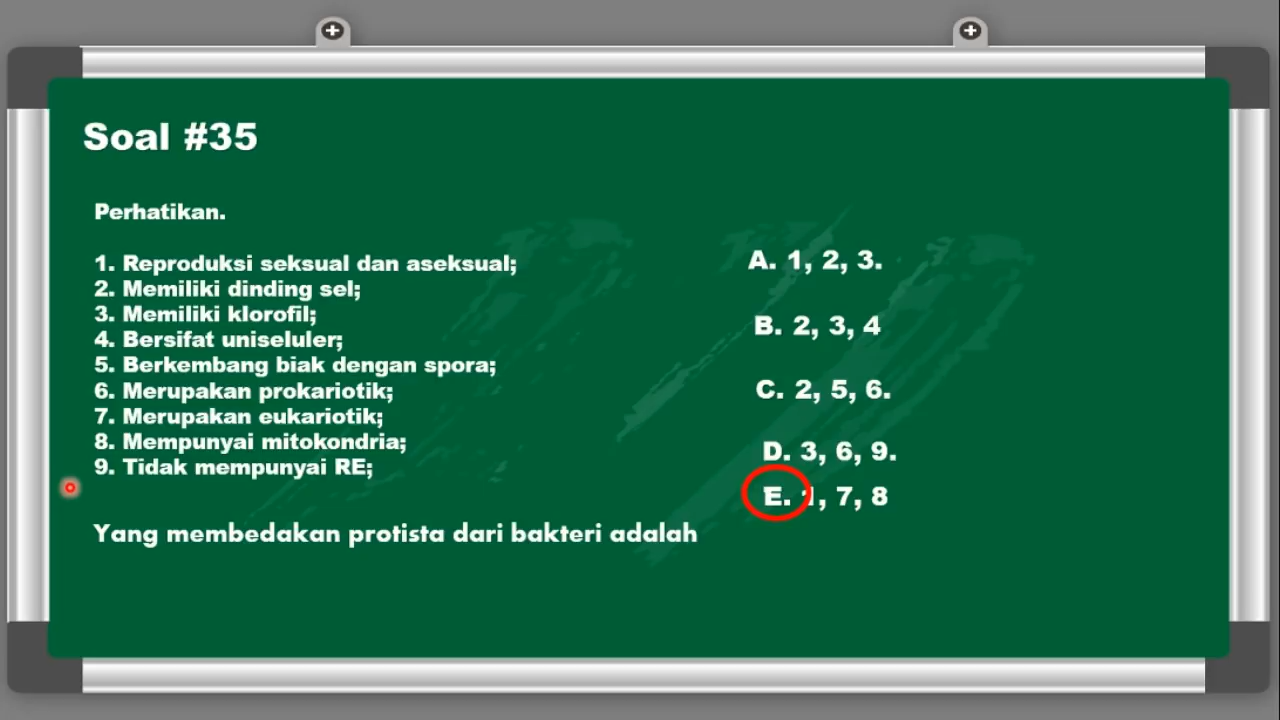 Soal #35
Perhatikan.
1. Reproduksi seksual dan aseksual;
2. Memiliki dinding sel;
3. Memiliki klorofil;
4. Bersifat uniseluler;
5. Berkembang biak dengan spora;
6. Merupakan prokariotik;
7. Merupakan eukariotik;
8. Mempunyai mitokondria;
9. Tidak mempunyai RE;
Yang membedakan protista dari bakteri adalah
A. 1, 2, 3.
B. 2, 3, 4
C. 2, 5, 6.
D. 3, 6, 9.
E. 1, 7, 8